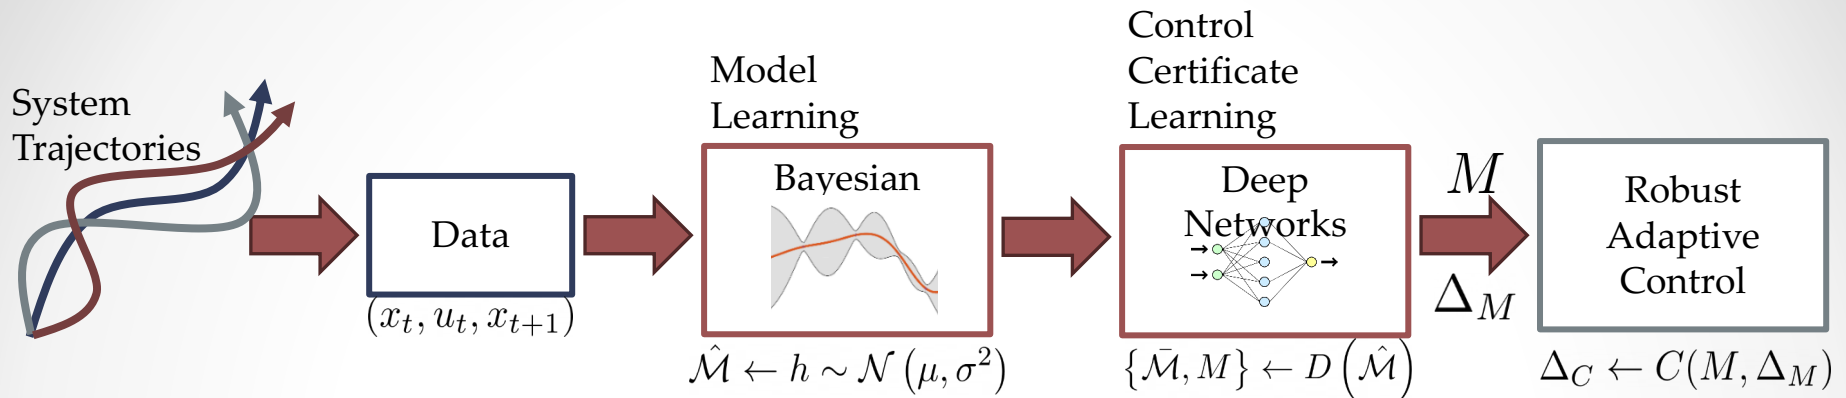 System
Trajectories
Data
$(x_t, u_t, x_{t+1})$
Model
Learning
Bayesian
$\hat{\mathcal{M}} \leftarrow h \sim \mathcal{N}(\mu, \sigma^2)$
Control
Certificate
Learning
Deep
Networks
$\{\bar{\mathcal{M}}, M\} \leftarrow D(\hat{\mathcal{M}})$
$M$
$\Delta_M$
Robust
Adaptive
Control
$\Delta_C \leftarrow C(M, \Delta_M)$